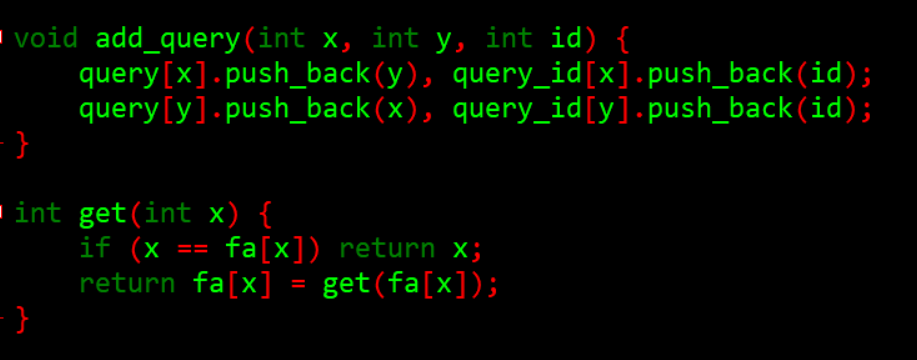 void add_query(int x, int y, int id) {
    query[x].push_back(y), query_id[x].push_back(id);
    query[y].push_back(x), query_id[y].push_back(id);
}

int get(int x) {
    if (x == fa[x]) return x;
    return fa[x] = get(fa[x]);
}